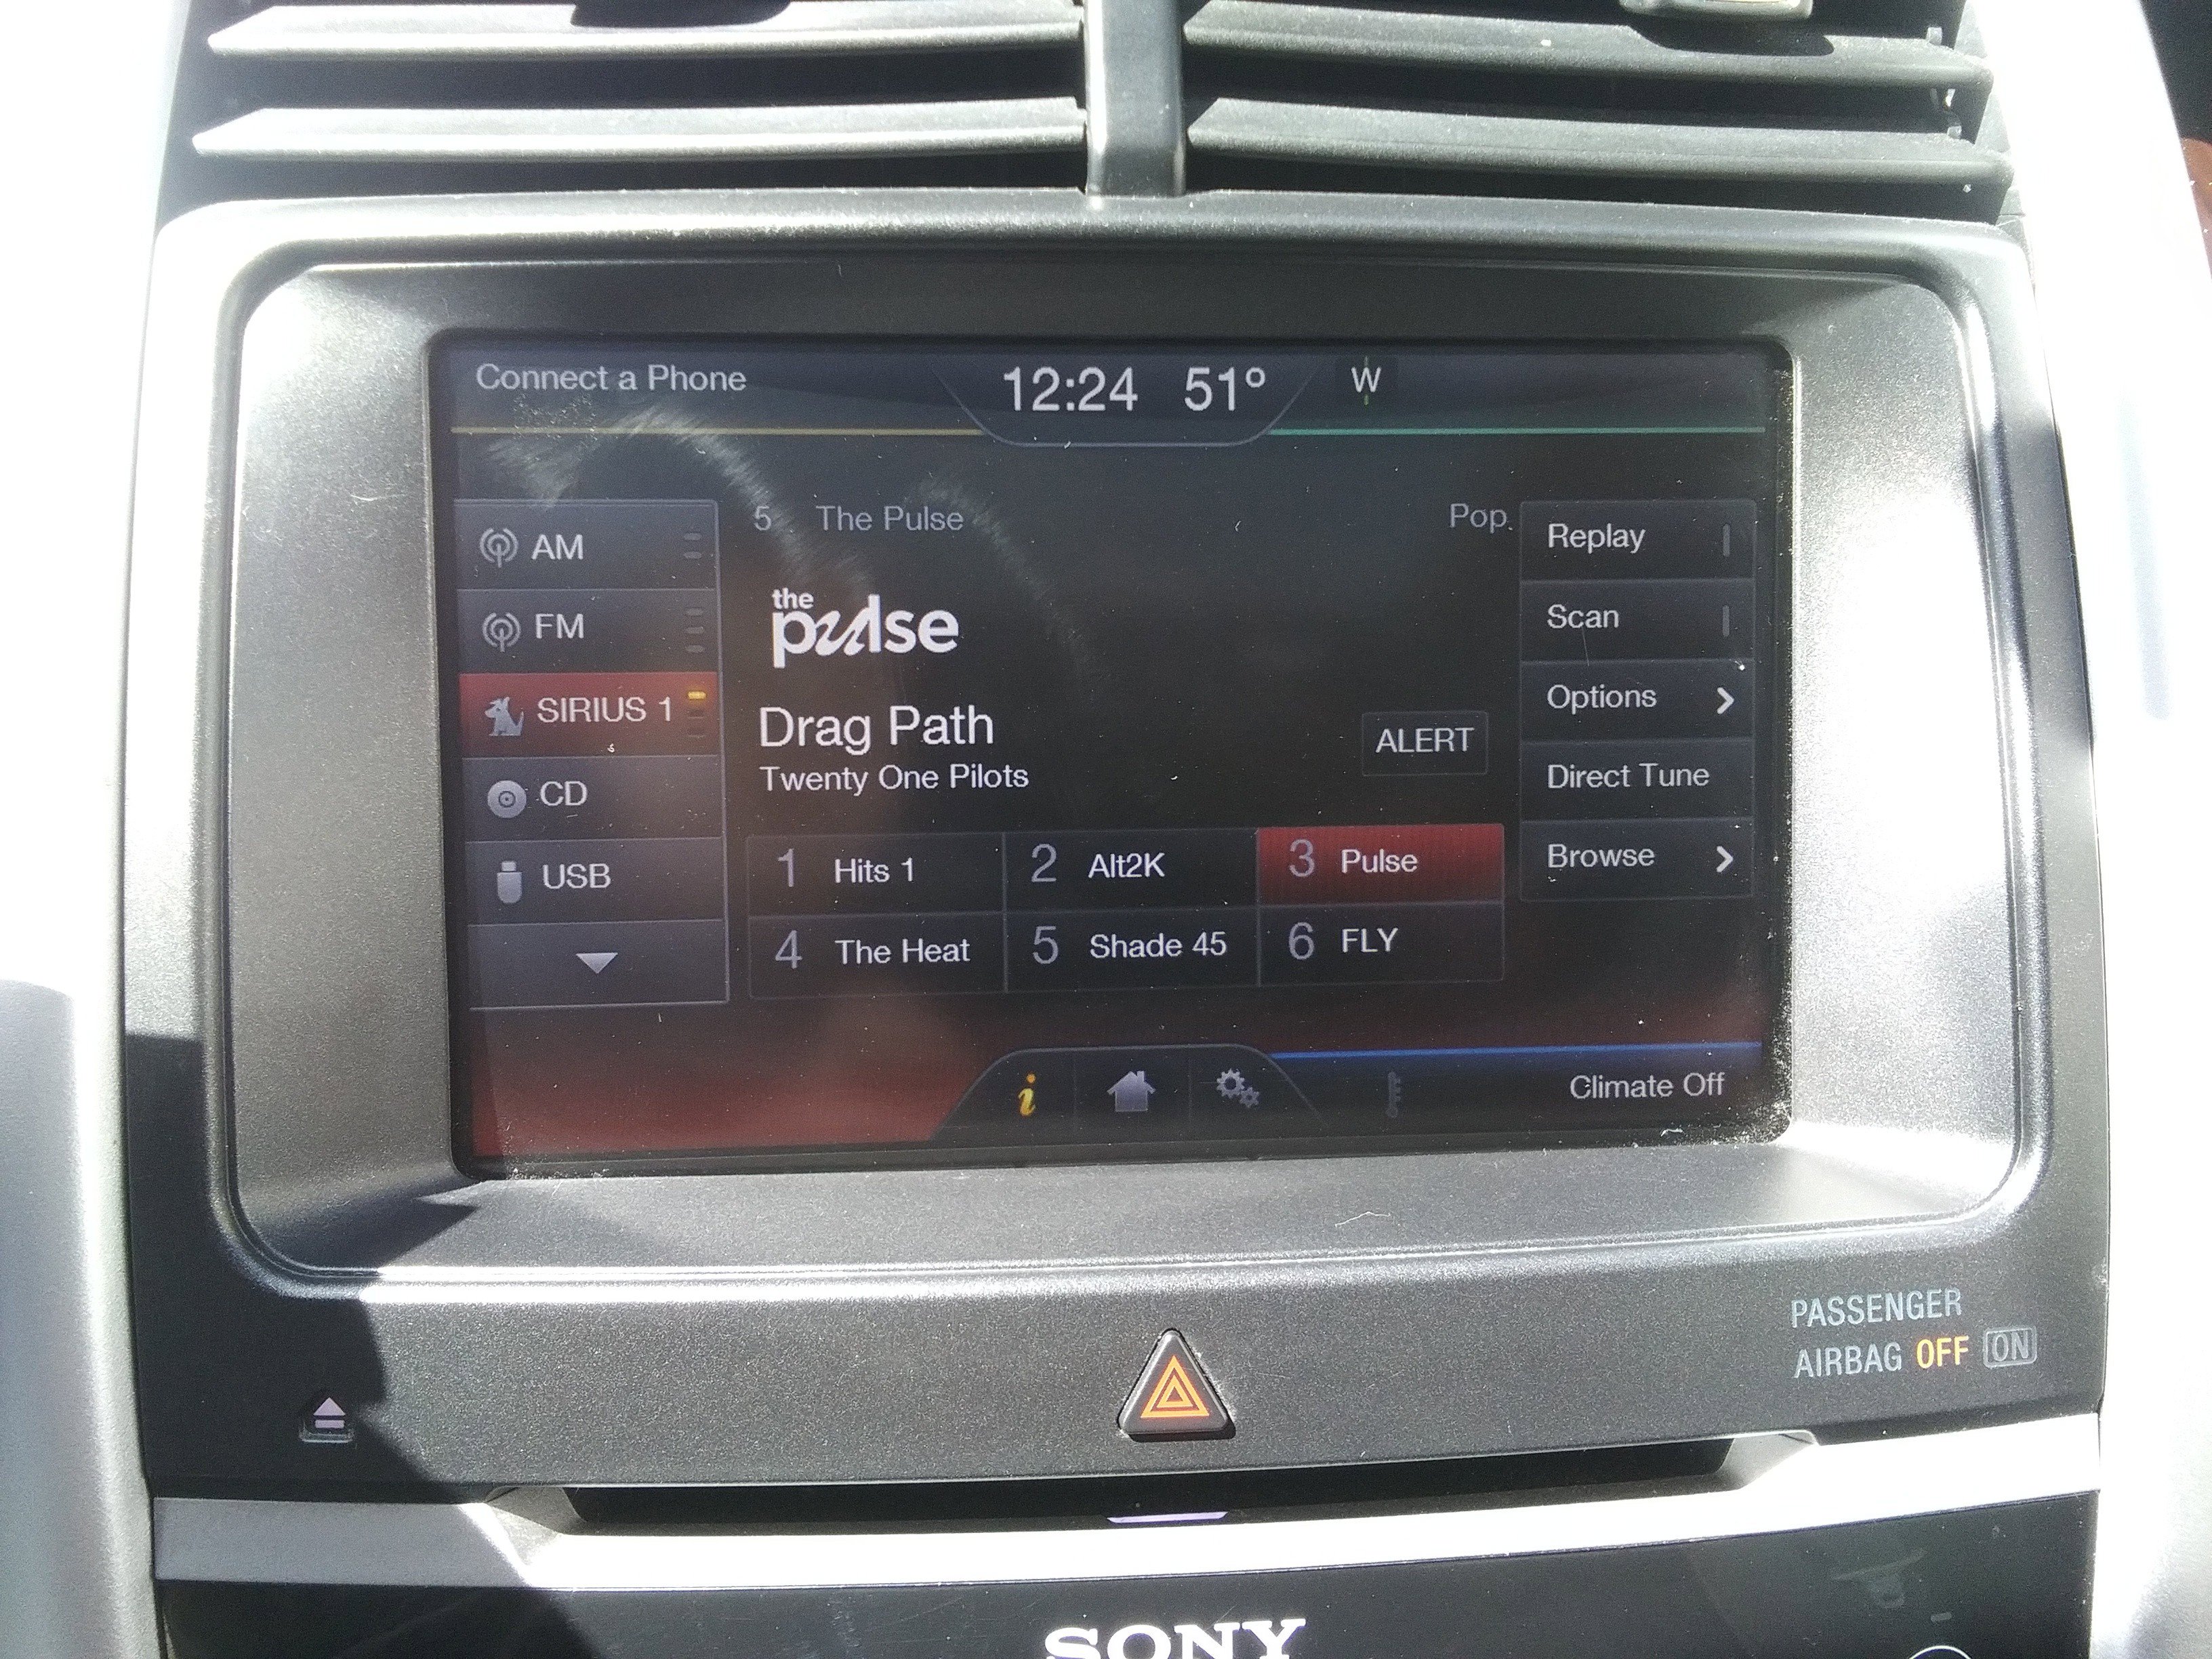 Connect a Phone
12:24 51° W
AM
FM
SIRIUS 1
CD
USB
5 The Pulse Pop
the pulse
Drag Path
Twenty One Pilots
ALERT
1 Hits 1
2 Alt2K
3 Pulse
4 The Heat
5 Shade 45
6 FLY
Replay
Scan
Options
Direct Tune
Browse
i
Climate Off
PASSENGER
AIRBAG OFF ON
SONY